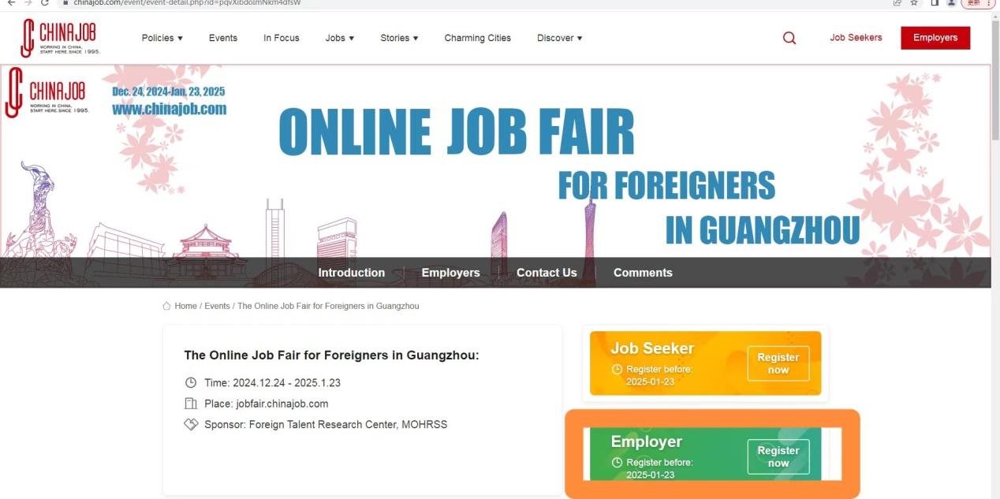 chinajob.com/event/event-detail.php?id=pqvXibdoImNkm4dfsW
更新
CHINAJOB
WORKING IN CHINA,
START HERE.SINCE 1995.
Policies ▼ Events In Focus Jobs ▼ Stories ▼ Charming Cities Discover ▼ Job Seekers Employers
CHINAJOB
WORKING IN CHINA,
START HERE.SINCE 1995.
Dec. 24, 2024-Jan. 23, 2025
www.chinajob.com
ONLINE JOB FAIR
FOR FOREIGNERS
IN GUANGZHOU
Introduction Employers Contact Us Comments
Home / Events / The Online Job Fair for Foreigners in Guangzhou
The Online Job Fair for Foreigners in Guangzhou:
Time: 2024.12.24 - 2025.1.23
Place: jobfair.chinajob.com
Sponsor: Foreign Talent Research Center, MOHRSS
Job Seeker
Register before:
2025-01-23
Register
now
Employer
Register before:
2025-01-23
Register
now